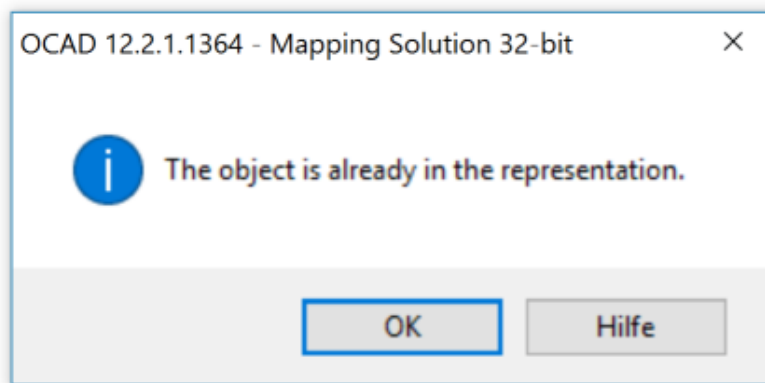 OCAD 12.2.1.1364 - Mapping Solution 32-bit
The object is already in the representation.
OK
Hilfe